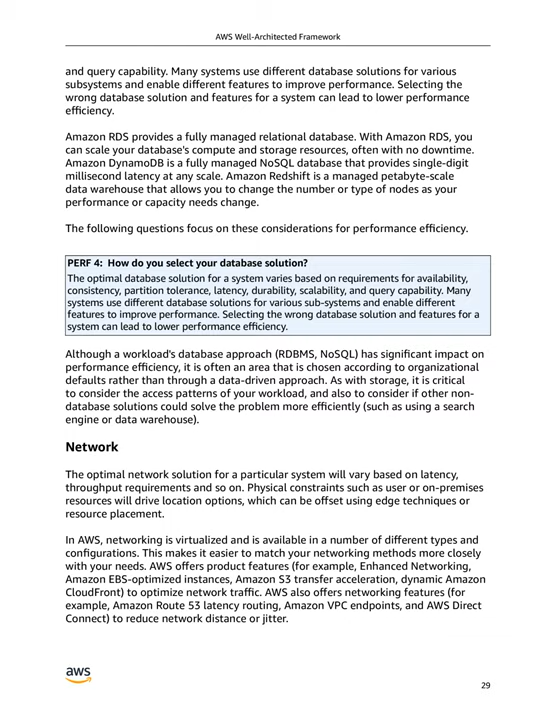 AWS Well-Architected Framework
and query capability. Many systems use different database solutions for various
subsystems and enable different features to improve performance. Selecting the
wrong database solution and features for a system can lead to lower performance
efficiency.
Amazon RDS provides a fully managed relational database. With Amazon RDS, you
can scale your database's compute and storage resources, often with no downtime.
Amazon DynamoDB is a fully managed NoSQL database that provides single-digit
millisecond latency at any scale. Amazon Redshift is a managed petabyte-scale
data warehouse that allows you to change the number or type of nodes as your
performance or capacity needs change.
The following questions focus on these considerations for performance efficiency.
PERF 4: How do you select your database solution?
The optimal database solution for a system varies based on requirements for availability,
consistency, partition tolerance, latency, durability, scalability, and query capability. Many
systems use different database solutions for various sub-systems and enable different
features to improve performance. Selecting the wrong database solution and features for a
system can lead to lower performance efficiency.
Although a workload's database approach (RDBMS, NoSQL) has significant impact on
performance efficiency, it is often an area that is chosen according to organizational
defaults rather than through a data-driven approach. As with storage, it is critical
to consider the access patterns of your workload, and also to consider if other non-
database solutions could solve the problem more efficiently (such as using a search
engine or data warehouse).
Network
The optimal network solution for a particular system will vary based on latency,
throughput requirements and so on. Physical constraints such as user or on-premises
resources will drive location options, which can be offset using edge techniques or
resource placement.
In AWS, networking is virtualized and is available in a number of different types and
configurations. This makes it easier to match your networking methods more closely
with your needs. AWS offers product features (for example, Enhanced Networking,
Amazon EBS-optimized instances, Amazon S3 transfer acceleration, dynamic Amazon
CloudFront) to optimize network traffic. AWS also offers networking features (for
example, Amazon Route 53 latency routing, Amazon VPC endpoints, and AWS Direct
Connect) to reduce network distance or jitter.
aws
29